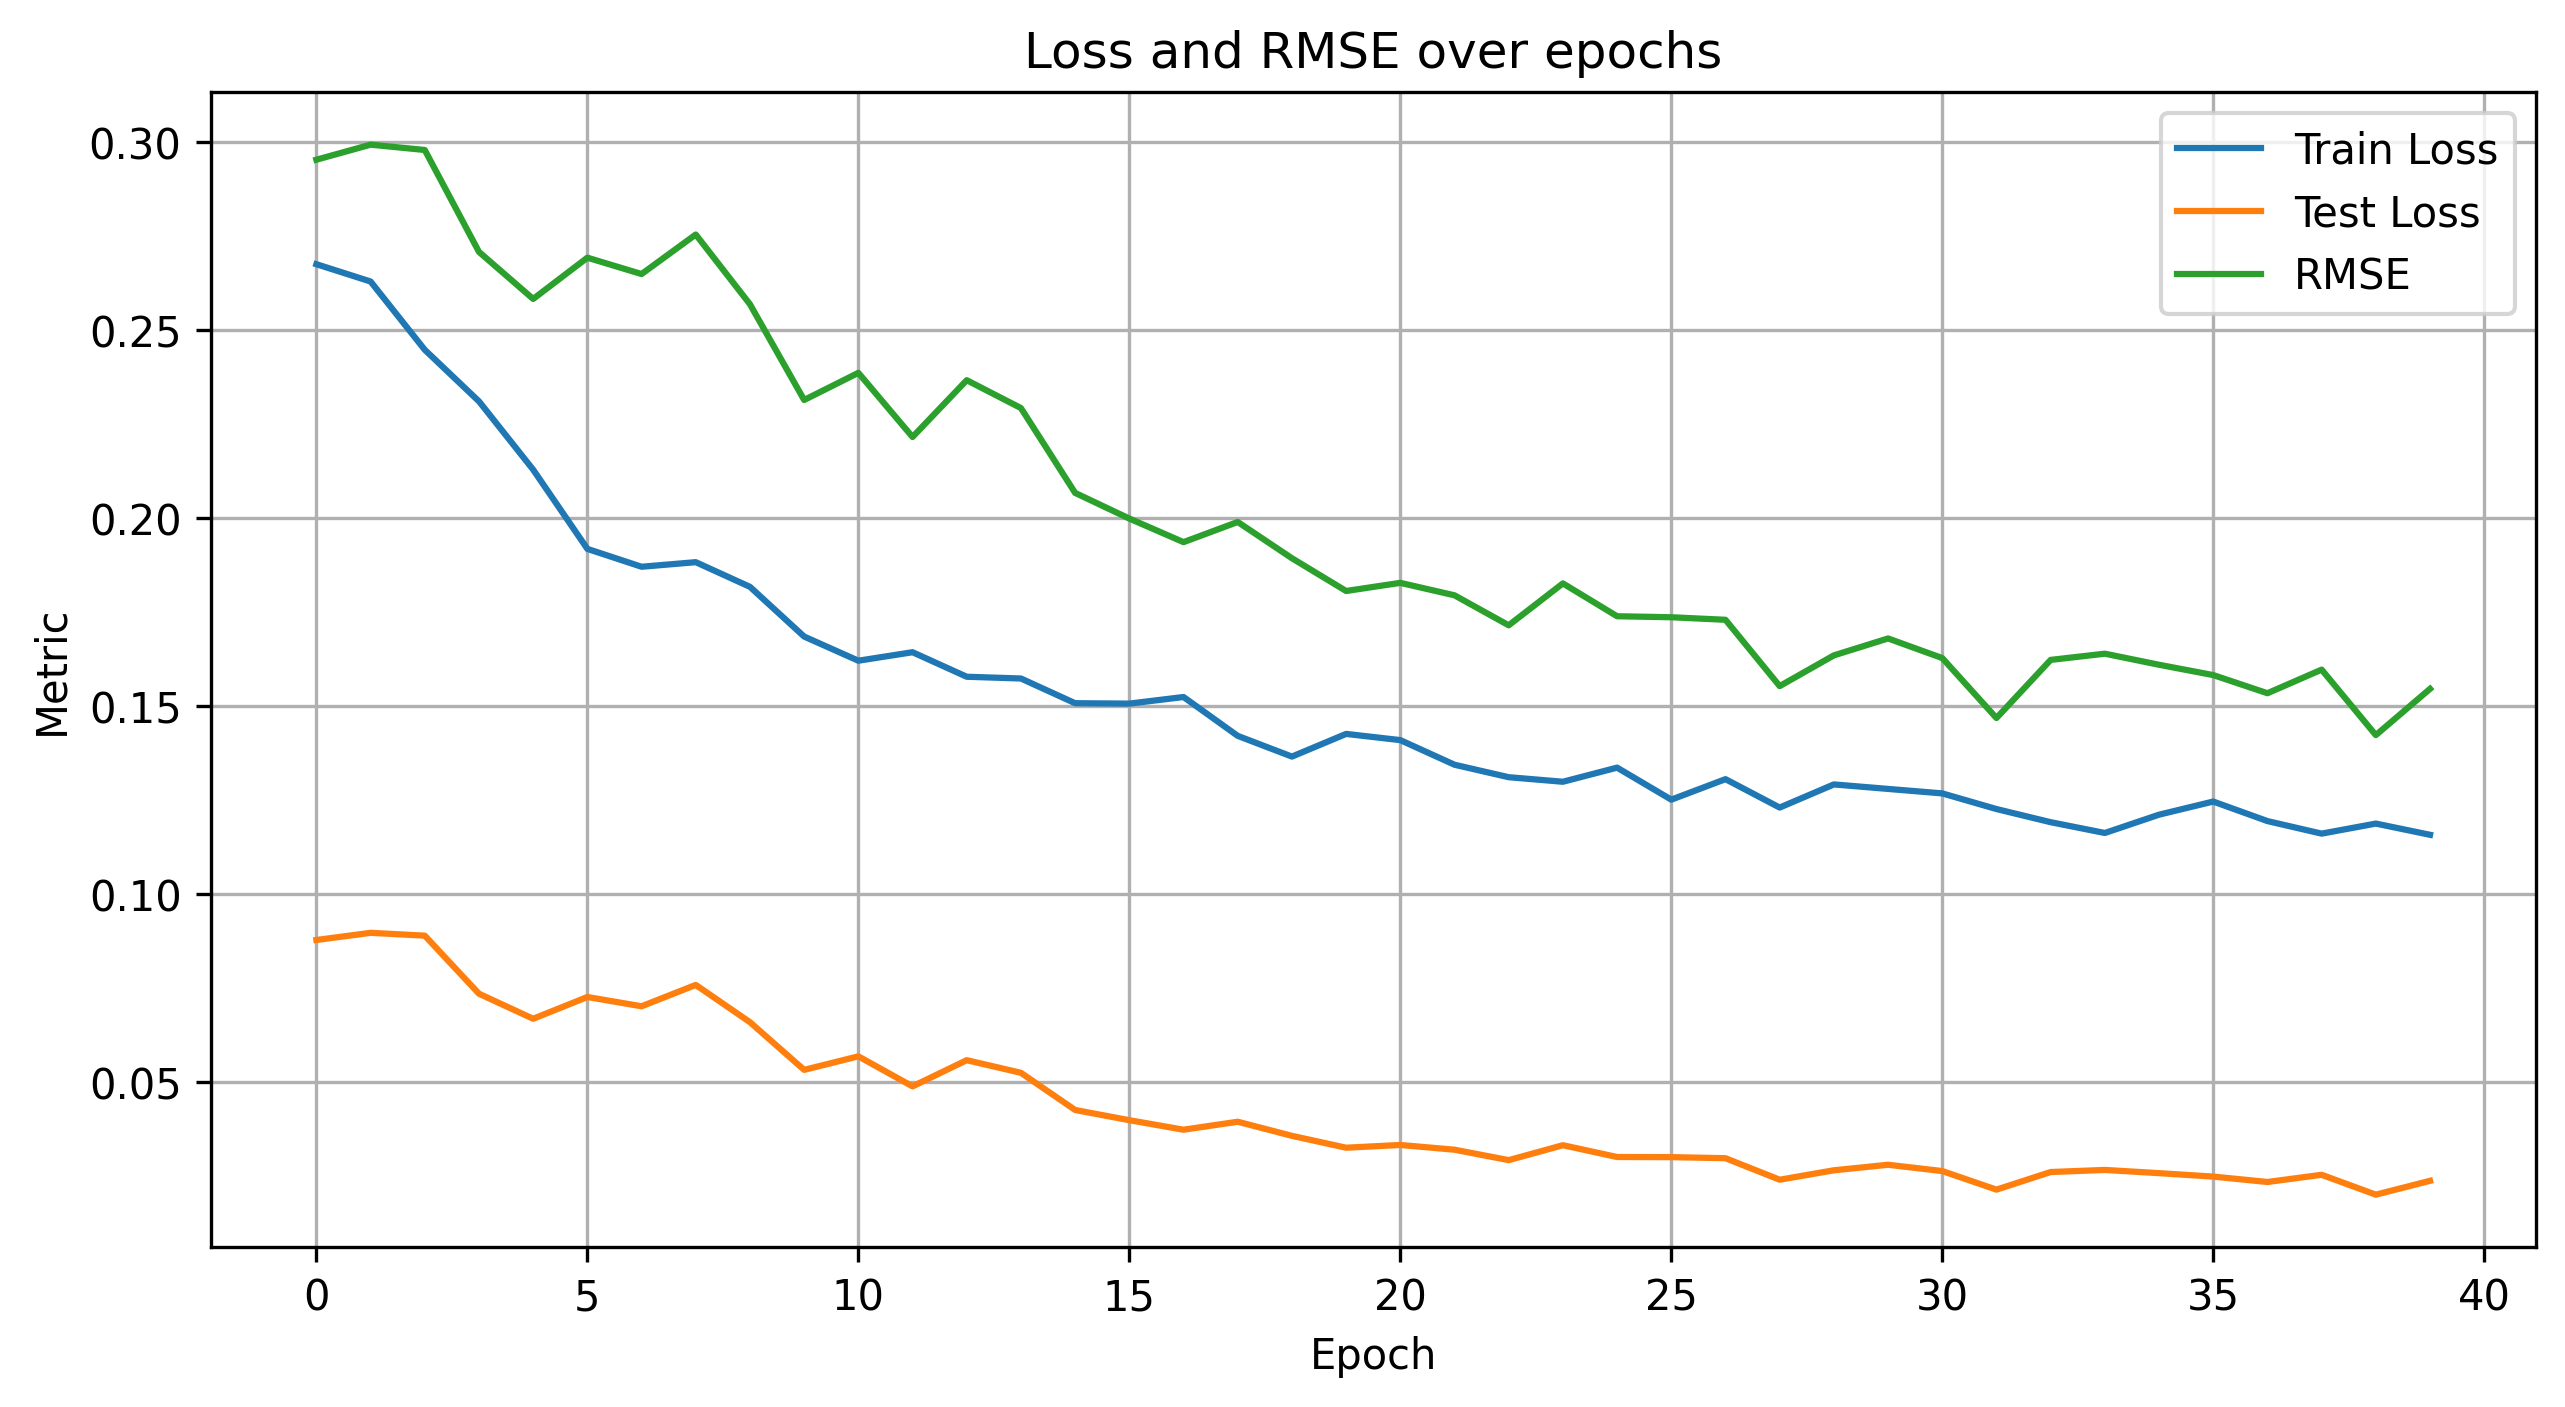 Loss and RMSE over epochs
Train Loss
Test Loss
RMSE
0.30
0.25
0.20
0.15
0.10
0.05
Metric
0 5 10 15 20 25 30 35 40
Epoch